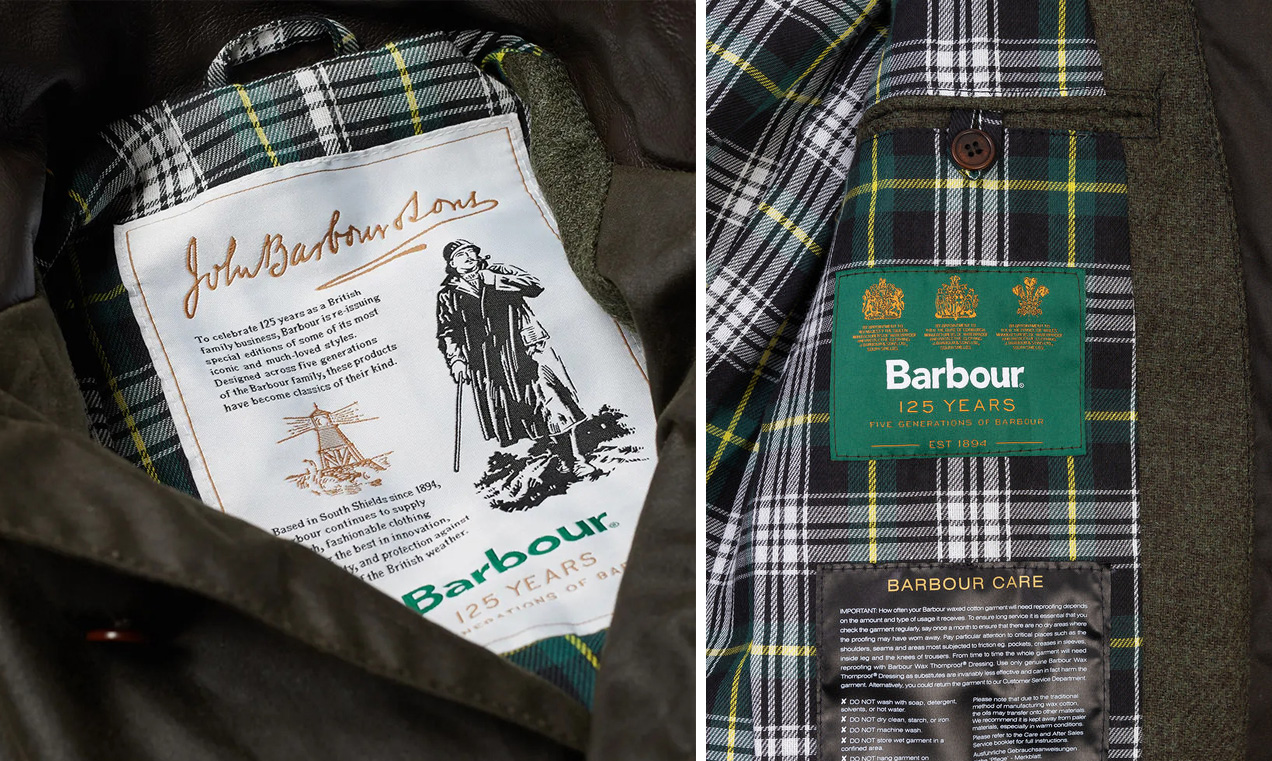 John Barbour & Sons
To celebrate 125 years as a British
family business, Barbour is re-issuing
special editions of some of its most
iconic and much-loved styles.
Designed across five generations
of the Barbour family, these products
have become classics of their kind.
Based in South Shields since 1894,
continues to supply
fashionable clothing
the best in innovation,
and protection against
the British weather.
Barbour®
125 YEARS
OF
Barbour®
125 YEARS
FIVE GENERATIONS OF BARBOUR
EST 1894
BARBOUR CARE
IMPORTANT: How often your Barbour waxed cotton garment will need reproofing depends
on the amount and type of usage it receives. To ensure long service it is essential that you
check the garment regularly, say once a month to ensure that there are no dry areas where
the proofing may have worn away. Pay particular attention to critical places such as the
shoulders, seams and areas most subjected to friction eg. pockets, creases in sleeves,
inside leg and the knees of trousers. From time to time the whole garment will need
reproofing with Barbour Wax Thornproof® Dressing. Use only genuine Barbour Wax
Thornproof® Dressing as substitutes are invariably less effective and can in fact harm the
garment. Alternatively, you could return the garment to our Customer Service Department.
✘ DO NOT wash with soap, detergent,
solvents, or hot water.
✘ DO NOT dry clean, starch, or iron.
✘ DO NOT machine wash.
✘ DO NOT store wet garment in a
confined area.
✘ DO NOT hang garment on
Please note that due to the traditional
method of manufacturing wax cotton,
the oils may transfer onto other materials.
We recommend it is kept away from paler
materials, especially in warm conditions.
Please refer to the Care and After Sales
Service booklet for full instructions.
Ausführliche Gebrauchsanweisungen
"Pflege" - Merkblatt.